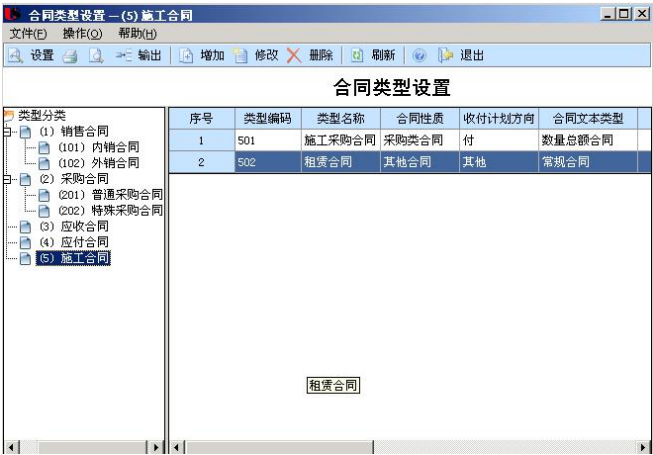 合同类型设置—(5)施工合同
文件(F) 操作(O) 帮助(H)
设置 输出 增加 修改 删除 刷新 退出
合同类型设置
类型分类
(1) 销售合同
(101) 内销合同
(102) 外销合同
(2) 采购合同
(201) 普通采购合同
(202) 特殊采购合同
(3) 应收合同
(4) 应付合同
(5) 施工合同
序号 类型编码 类型名称 合同性质 收付计划方向 合同文本类型
1 501 施工采购合同 采购类合同 付 数量总额合同
2 502 租赁合同 其他合同 其他 常规合同
租赁合同